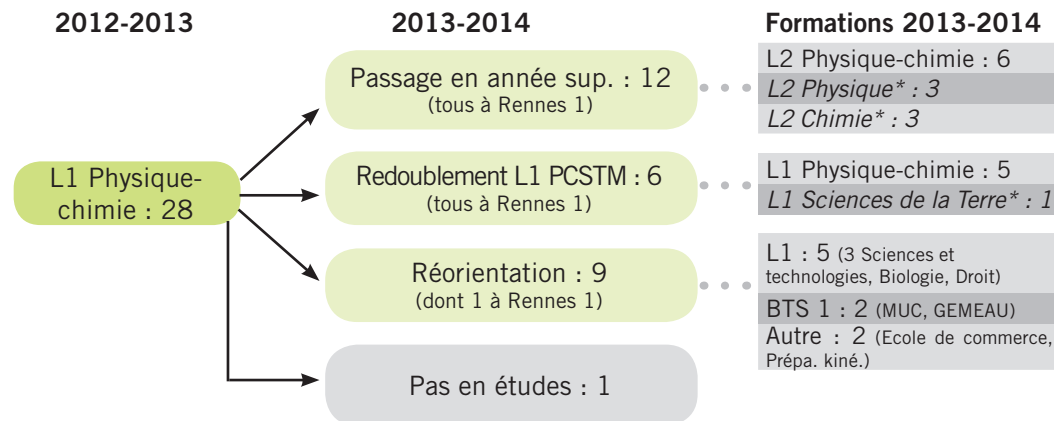 2012-2013
2013-2014
Formations 2013-2014
L1 Physique-
chimie : 28
Passage en année sup. : 12
(tous à Rennes 1)
L2 Physique-chimie : 6
L2 Physique* : 3
L2 Chimie* : 3
Redoublement L1 PCSTM : 6
(tous à Rennes 1)
L1 Physique-chimie : 5
L1 Sciences de la Terre* : 1
Réorientation : 9
(dont 1 à Rennes 1)
L1 : 5 (3 Sciences et
technologies, Biologie, Droit)
BTS 1 : 2 (MUC, GEMEAU)
Autre : 2 (Ecole de commerce,
Prépa. kiné.)
Pas en études : 1